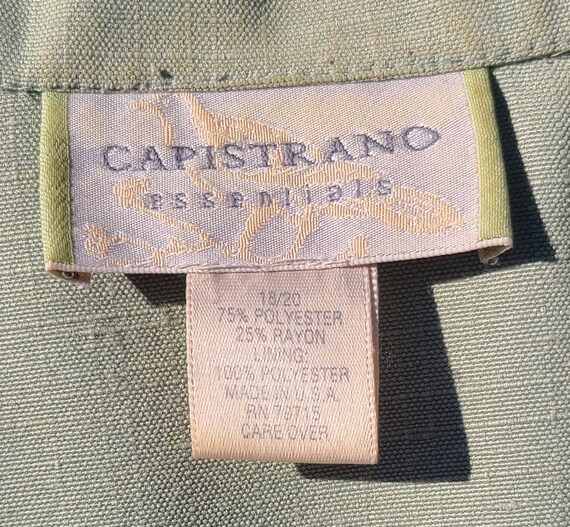 CAPISTRANO
essentials
18/20
75% POLYESTER
25% RAYON
LINING:
100% POLYESTER
MADE IN U.S.A.
RN 79715
CARE OVER